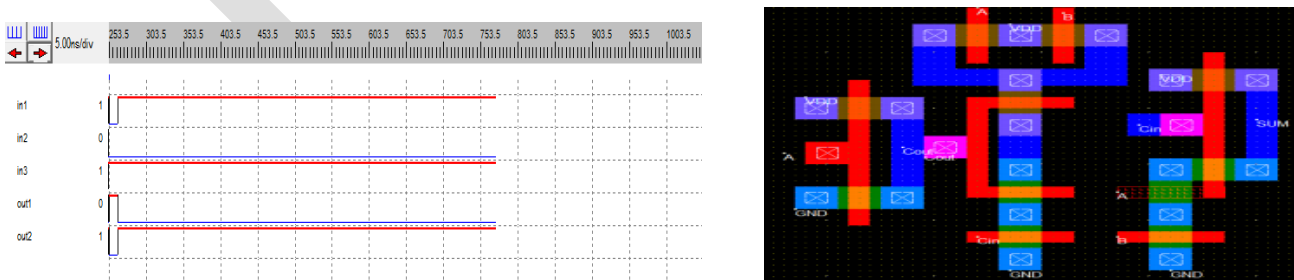 5.00ns/div 253.5 303.5 353.5 403.5 453.5 503.5 553.5 603.5 653.5 703.5 753.5 803.5 853.5 903.5 953.5 1003.5
in1 1
in2 0
in3 1
out1 0
out2 1
A B
VDD
VDD VDD
Cin SUM
A Cout
Cout
A
GND
Cin B
GND GND